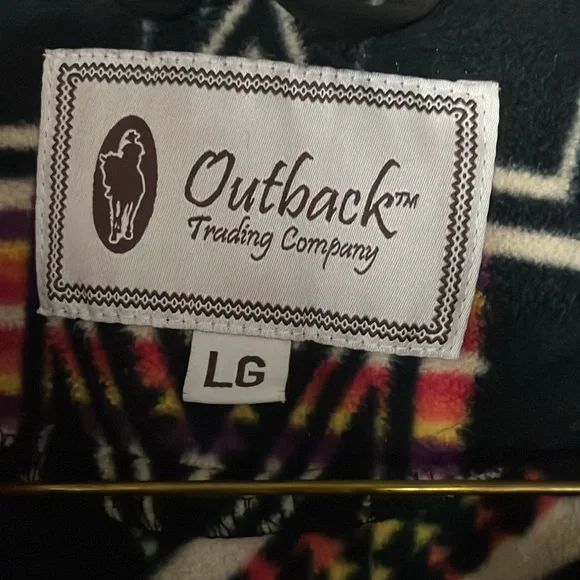 Outback™
Trading Company
LG